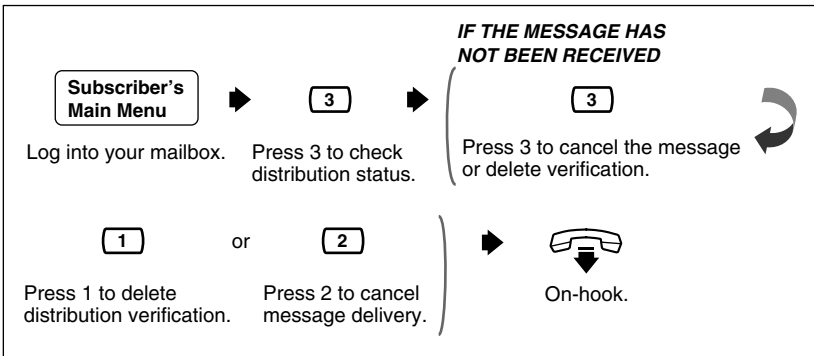 IF THE MESSAGE HAS
NOT BEEN RECEIVED
Subscriber's
Main Menu
3
3
Log into your mailbox.
Press 3 to check
distribution status.
Press 3 to cancel the message
or delete verification.
1
or
2
Press 1 to delete
distribution verification.
Press 2 to cancel
message delivery.
On-hook.